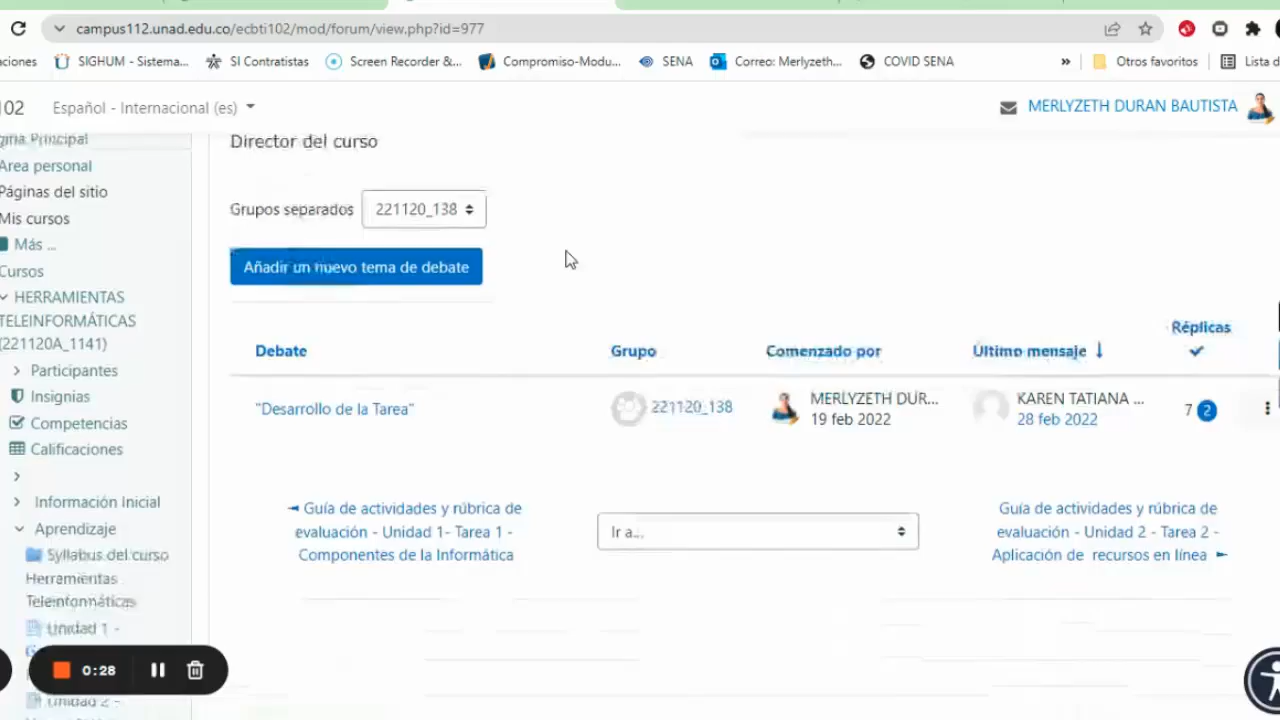 campus112.unad.edu.co/ecbti102/mod/forum/view.php?id=977
ciones SIGHUM - Sistema... SI Contratistas Screen Recorder &... Compromiso-Modu... SENA Correo: Merlyzeth... COVID SENA » Otros favoritos Lista d
102 Español - Internacional (es) MERLYZETH DURAN BAUTISTA
gina Principal
Area personal
Páginas del sitio
Mis cursos
Más ...
Cursos
HERRAMIENTAS
TELEINFORMÁTICAS
(221120A_1141)
Participantes
Insignias
Competencias
Calificaciones
Información Inicial
Aprendizaje
Syllabus del curso
Herramientas
Teleinformáticas
Unidad 1 -
Unidad 2 -
Director del curso
Grupos separados 221120_138
Añadir un nuevo tema de debate
Debate Grupo Comenzado por Último mensaje ↓ Réplicas
"Desarrollo de la Tarea" 221120_138 MERLYZETH DUR... KAREN TATIANA ... 7 2
19 feb 2022 28 feb 2022
◄ Guía de actividades y rúbrica de
evaluación - Unidad 1- Tarea 1 -
Componentes de la Informática
Ir a...
Guía de actividades y rúbrica de
evaluación - Unidad 2 - Tarea 2 -
Aplicación de recursos en línea ►
0:28